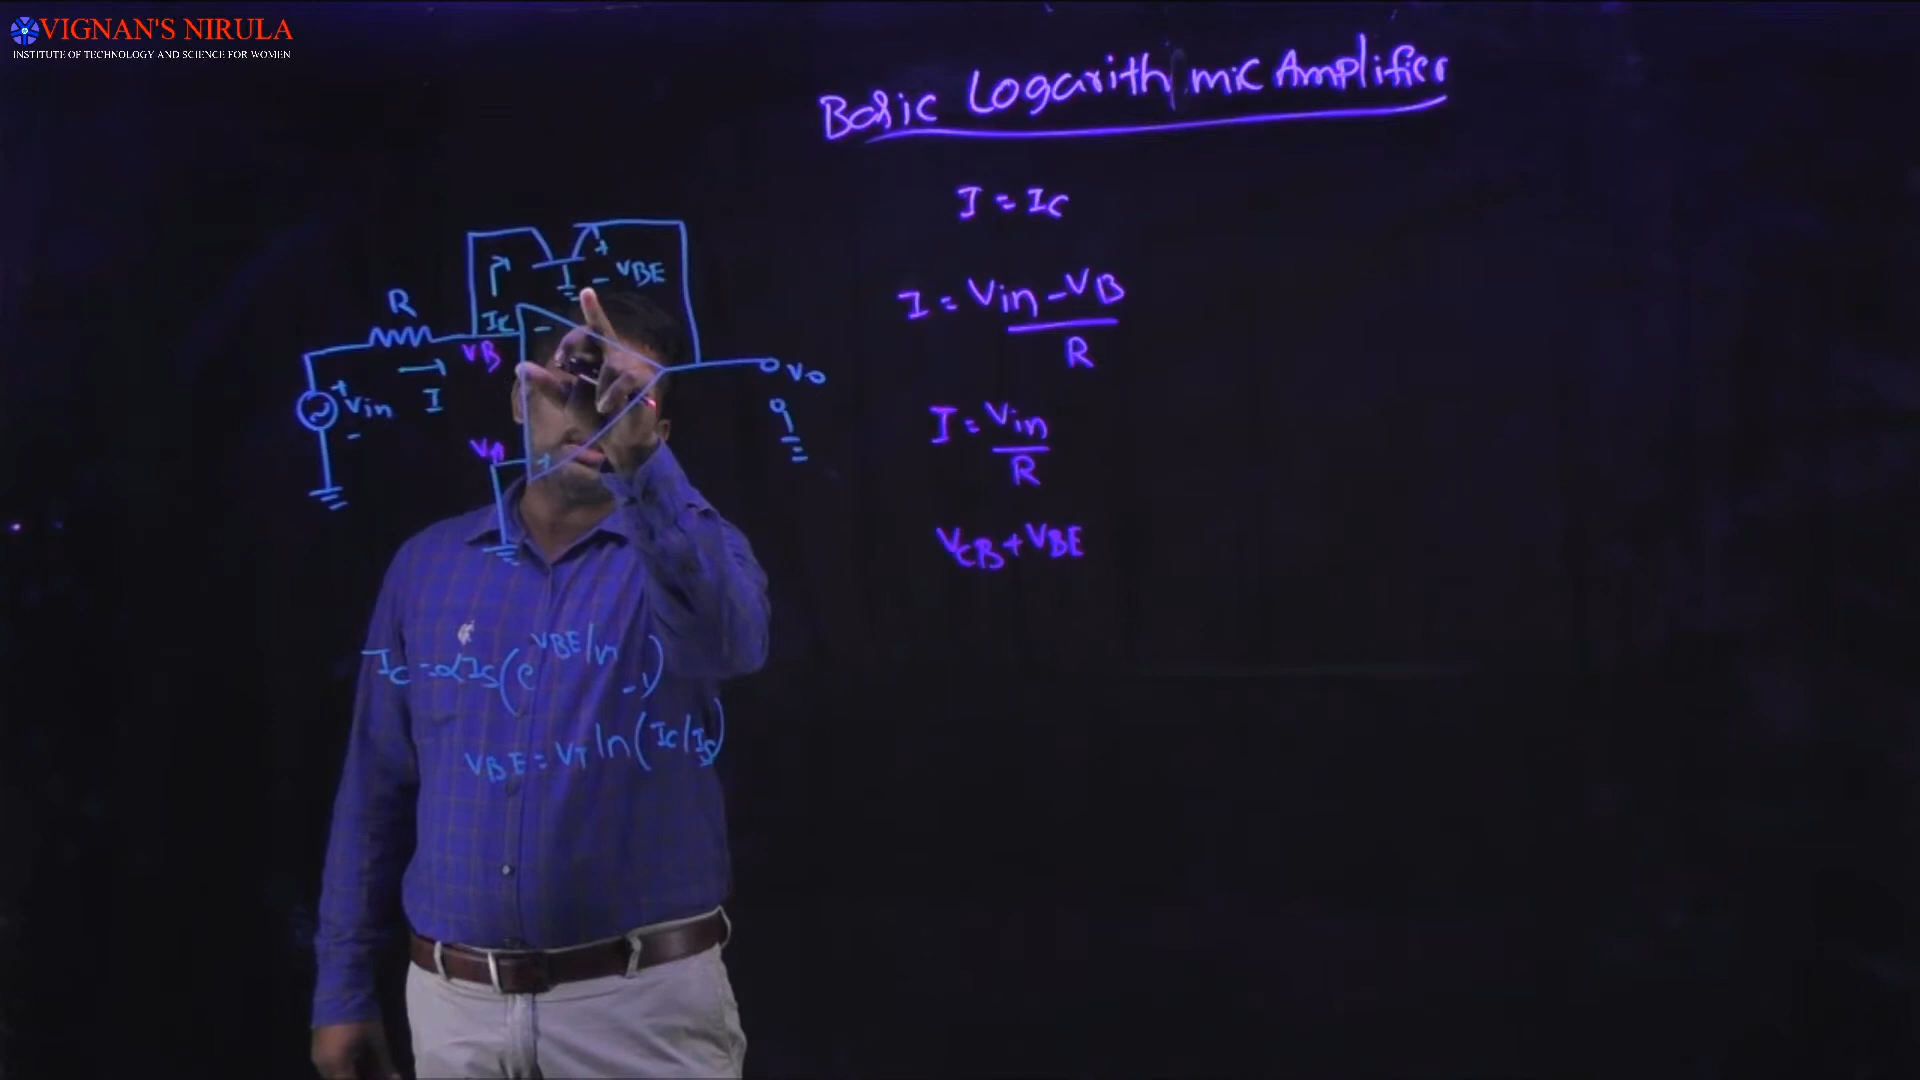 VIGNAN'S NIRULA
INSTITUTE OF TECHNOLOGY AND SCIENCE FOR WOMEN
Basic Logarithmic Amplifier
I = IC
I = Vin - VB / R
I = Vin / R
VCB + VBE
+
- VBE
R
IC
-
VB
I
+
Vin
-
Vo
VA
+
IC = αIS(e^VBE/VT - 1)
VBE = VT ln(IC/IS)